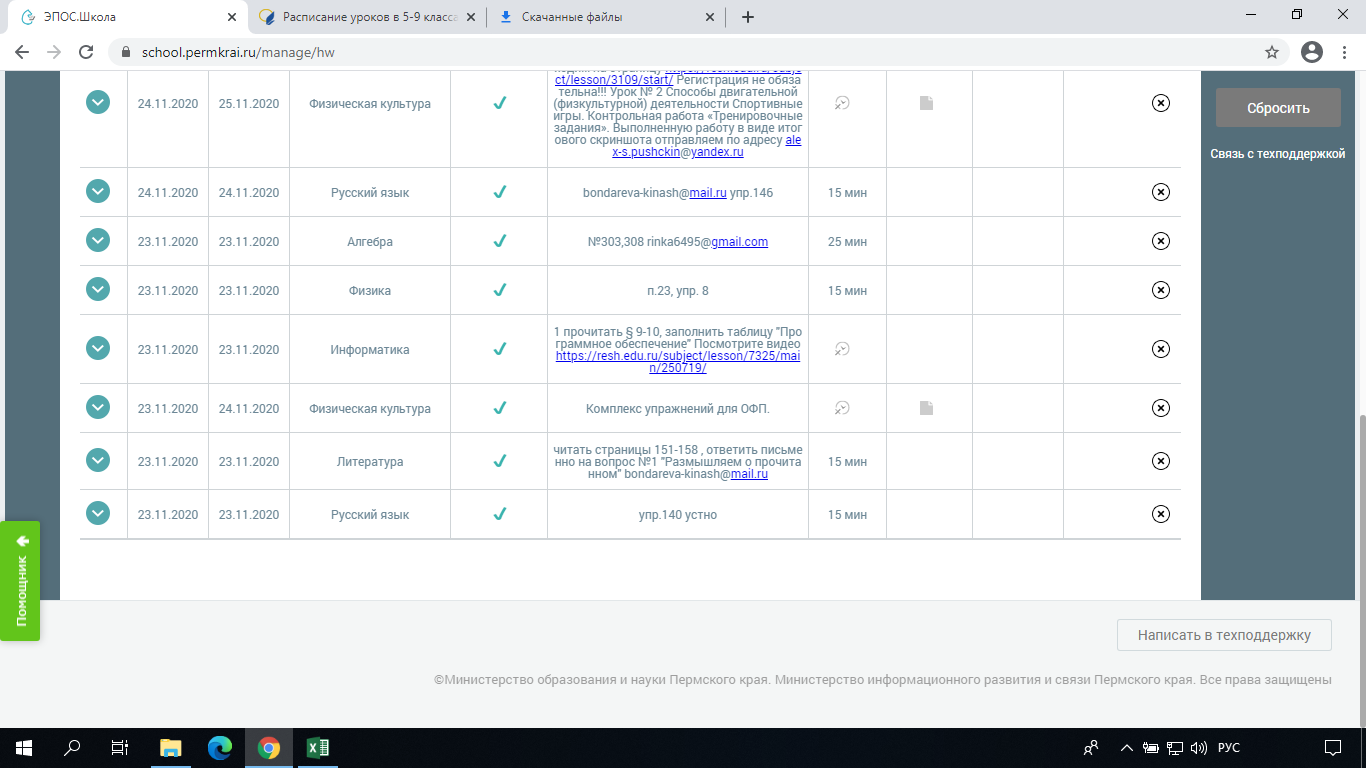 ЭПОС.Школа
Расписание уроков в 5-9 класса
Скачанные файлы
school.permkrai.ru/manage/hw
ct/lesson/3109/start/ Регистрация не обяза
тельна!!! Урок № 2 Способы двигательной
24.11.2020 25.11.2020 Физическая культура (физкультурной) деятельности Спортивные
игры. Контрольная работа «Тренировочные
задания». Выполненную работу в виде итог
ового скриншота отправляем по адресу ale
x-s.pushckin@yandex.ru
Сбросить
Связь с техподдержкой
24.11.2020 24.11.2020 Русский язык bondareva-kinash@mail.ru упр.146 15 мин
23.11.2020 23.11.2020 Алгебра №303,308 rinka6495@gmail.com 25 мин
23.11.2020 23.11.2020 Физика п.23, упр. 8 15 мин
23.11.2020 23.11.2020 Информатика 1 прочитать § 9-10, заполнить таблицу "Про
граммное обеспечение" Посмотрите видео
https://resh.edu.ru/subject/lesson/7325/mai
n/250719/
23.11.2020 24.11.2020 Физическая культура Комплекс упражнений для ОФП.
23.11.2020 23.11.2020 Литература читать страницы 151-158 , ответить письме
нно на вопрос №1 "Размышляем о прочита
нном" bondareva-kinash@mail.ru 15 мин
23.11.2020 23.11.2020 Русский язык упр.140 устно 15 мин
Помощник
Написать в техподдержку
©Министерство образования и науки Пермского края. Министерство информационного развития и связи Пермского края. Все права защищены
РУС